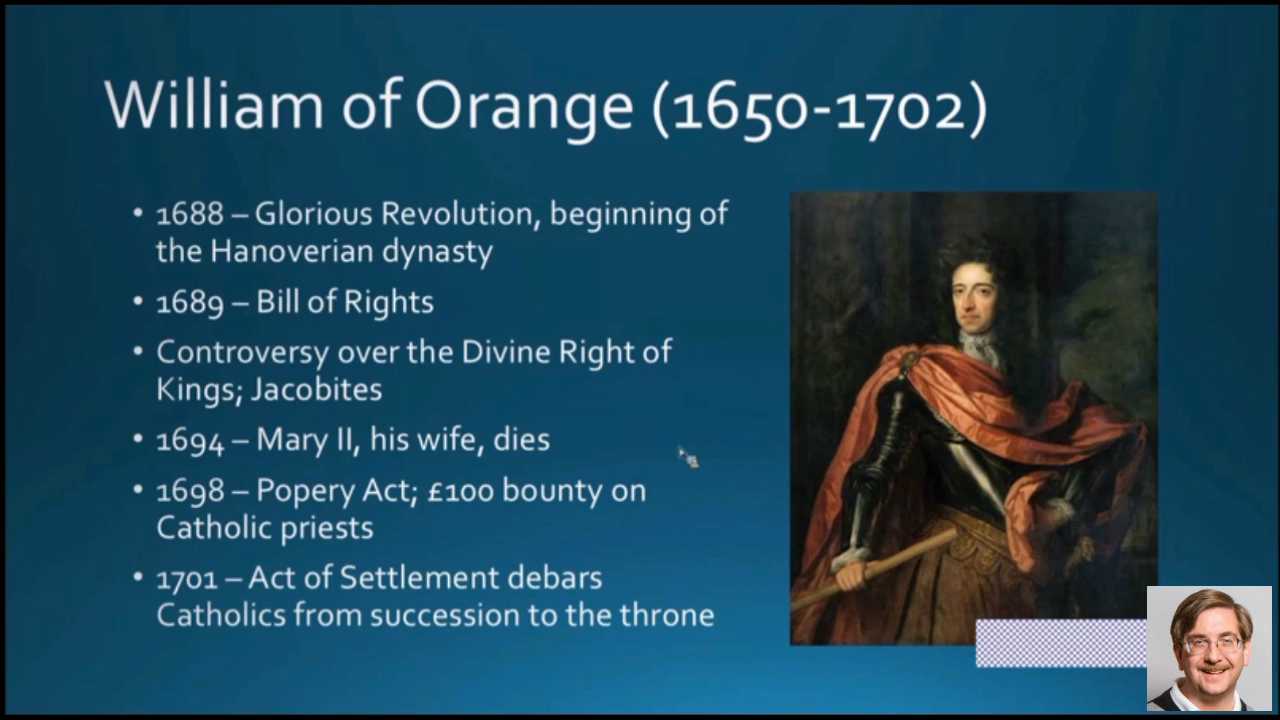 William of Orange (1650-1702)
• 1688 – Glorious Revolution, beginning of
the Hanoverian dynasty
• 1689 – Bill of Rights
• Controversy over the Divine Right of
Kings; Jacobites
• 1694 – Mary II, his wife, dies
• 1698 – Popery Act; £100 bounty on
Catholic priests
• 1701 – Act of Settlement debars
Catholics from succession to the throne